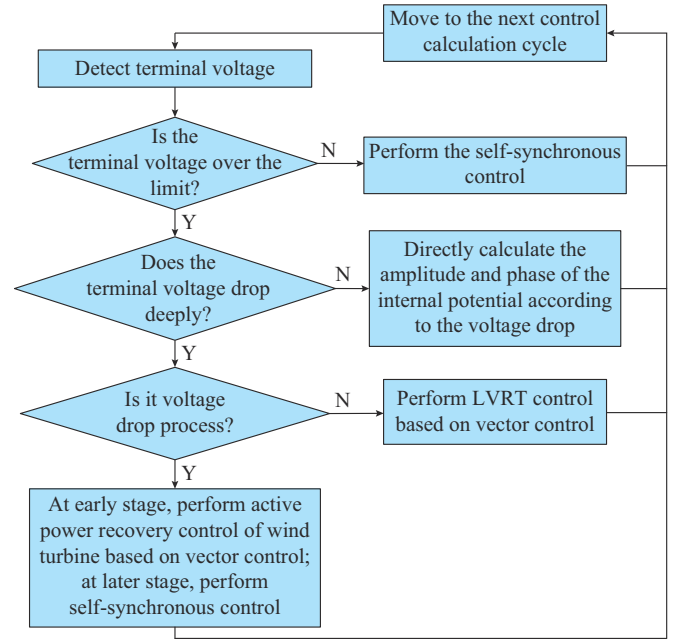 Move to the next control
calculation cycle
Detect terminal voltage
Is the
terminal voltage over the
limit?
N
Perform the self-synchronous
control
Y
Does the
terminal voltage drop
deeply?
N
Directly calculate the
amplitude and phase of the
internal potential according
to the voltage drop
Y
Is it voltage
drop process?
N
Perform LVRT control
based on vector control
Y
At early stage, perform active
power recovery control of wind
turbine based on vector control;
at later stage, perform
self-synchronous control